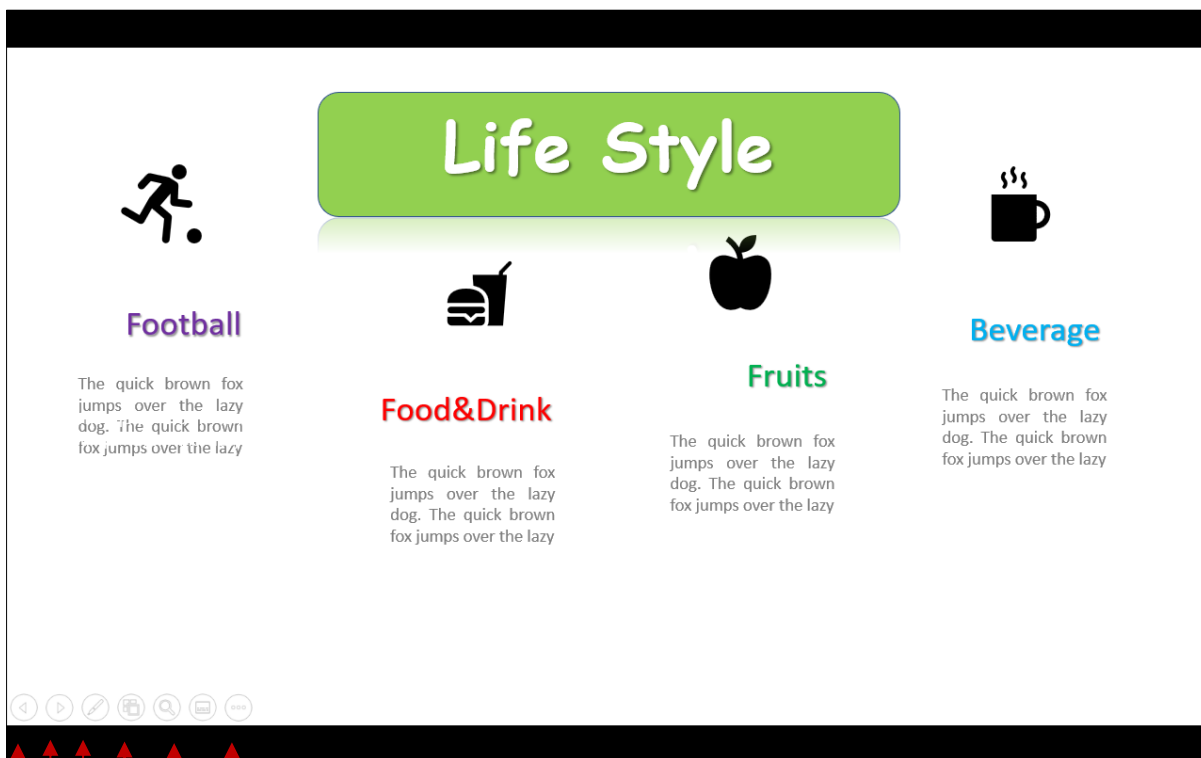 Life Style
Football
The quick brown fox
jumps over the lazy
dog. The quick brown
fox jumps over the lazy
Food&Drink
The quick brown fox
jumps over the lazy
dog. The quick brown
fox jumps over the lazy
Fruits
The quick brown fox
jumps over the lazy
dog. The quick brown
fox jumps over the lazy
Beverage
The quick brown fox
jumps over the lazy
dog. The quick brown
fox jumps over the lazy